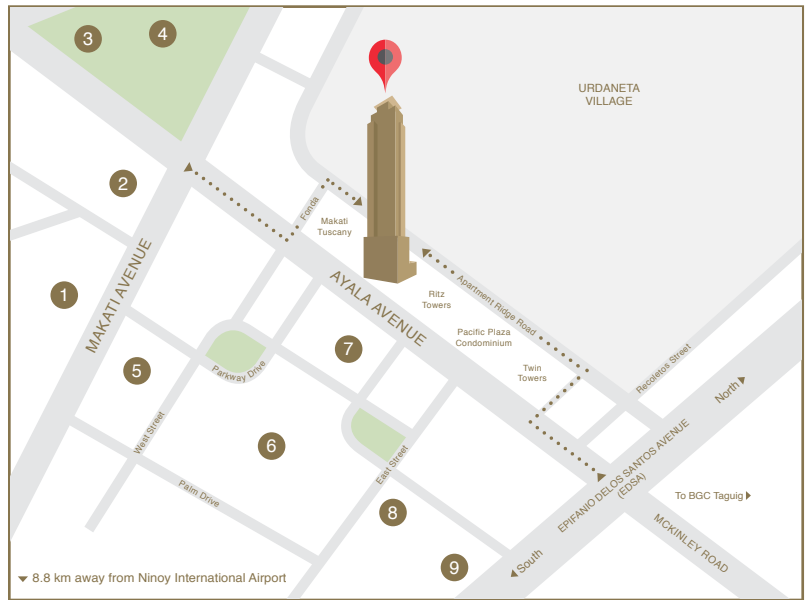 3
4
URDANETA
VILLAGE
2
Fonda
Makati
Tuscany
1
MAKATI AVENUE
AYALA AVENUE
Ritz
Towers
Apartment Ridge Road
Pacific Plaza
Condominium
7
5
Parkway Drive
Twin
Towers
Recoletos Street
North
West Street
6
East Street
EPIFANIO DELOS SANTOS AVENUE
(EDSA)
Palm Drive
To BGC Taguig
8
MCKINLEY ROAD
9
South
8.8 km away from Ninoy International Airport